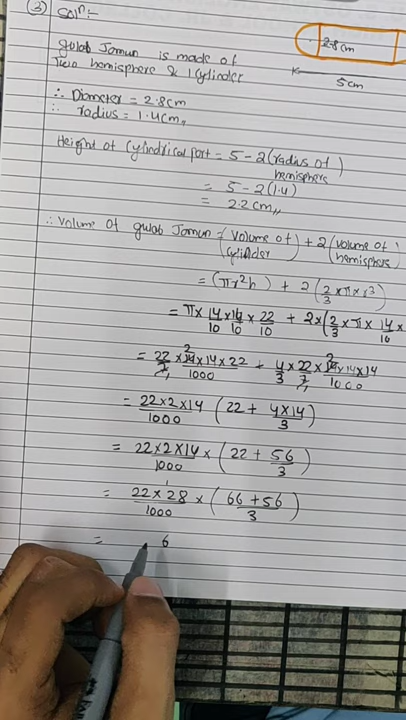 (3) Soln:-
2.8cm
5cm
gulab Jamun is made of
Two hemisphere & 1 Cylinder
∴ Diameter = 2.8cm
∴ radius = 1.4cm,,
Height of Cylindrical part = 5 - 2(radius of hemisphere)
= 5 - 2(1.4)
= 2.2cm,,
∴ Volume of gulab Jamun = (Volume of Cylinder) + 2(volume of hemisphere)
= (πr²h) + 2(2/3 × π × r³)
= π × 14/10 × 14/10 × 22/10 + 2×(2/3 × π × 14/10 ×
= 22/7 × 14×14×22/1000 + 4/3 × 22/7 × 14×14×14/1000
= 22×2×14/1000 (22 + 4×14/3)
= 22×2×14/1000 × (22 + 56/3)
= 22×28/1000 × (66+56/3)
= 6